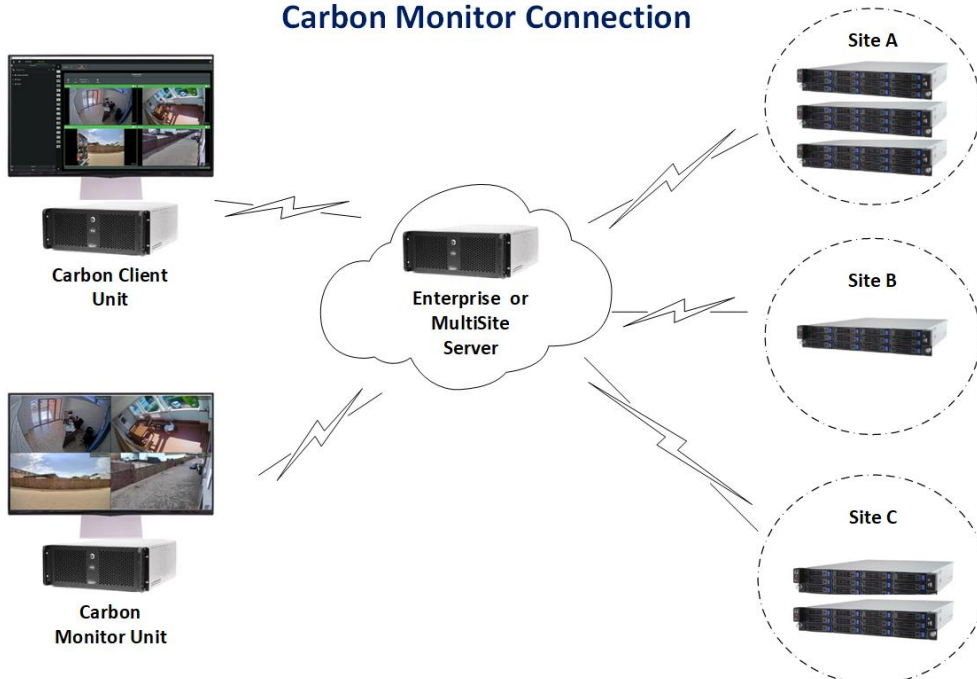 Carbon Monitor Connection
Site A
Carbon Client
Unit
Enterprise or
MultiSite
Server
Site B
Carbon
Monitor Unit
Site C